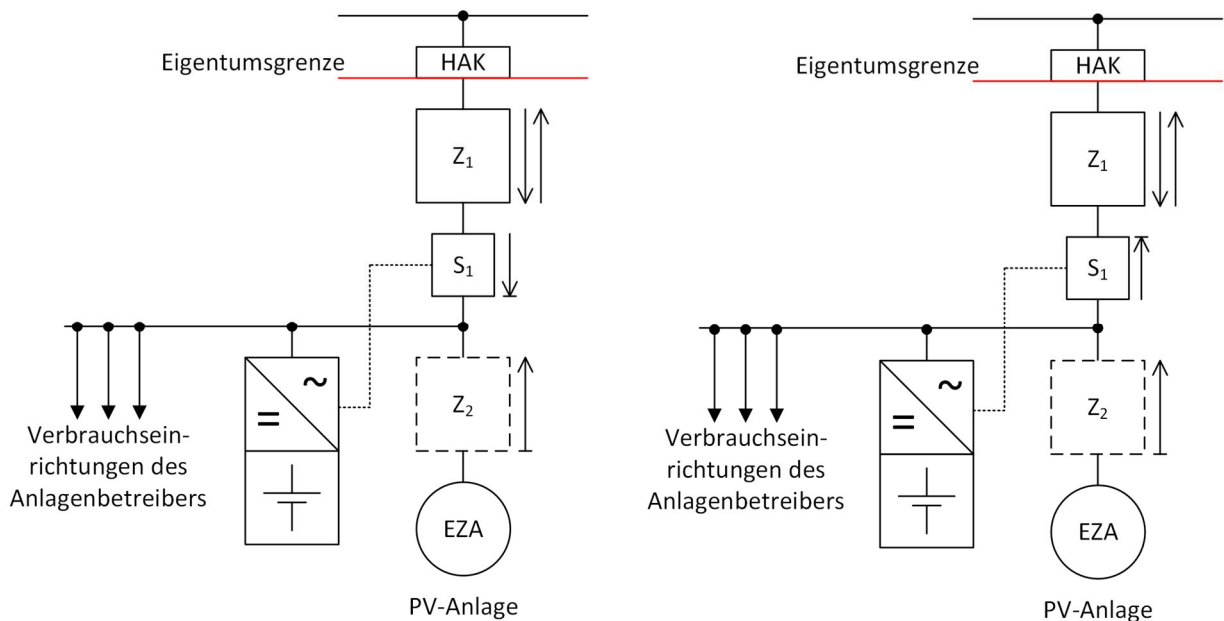 Eigentumsgrenze
HAK
Z₁
S₁
~
=
Z₂
Verbrauchsein-
richtungen des
Anlagenbetreibers
EZA
PV-Anlage
Eigentumsgrenze
HAK
Z₁
S₁
~
=
Z₂
Verbrauchsein-
richtungen des
Anlagenbetreibers
EZA
PV-Anlage